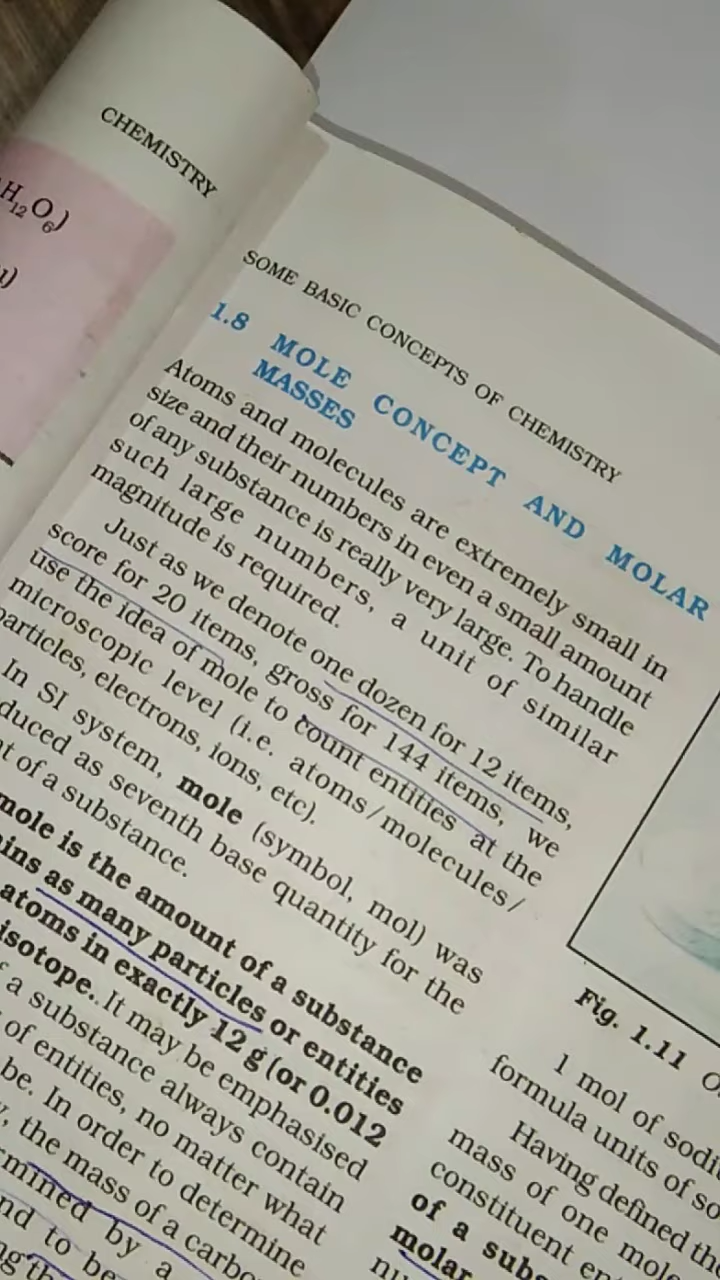 CHEMISTRY
H12O6)
SOME BASIC CONCEPTS OF CHEMISTRY
1.8 MOLE CONCEPT AND MOLAR
MASSES
Atoms and molecules are extremely small in
size and their numbers in even a small amount
of any substance is really very large. To handle
such large numbers, a unit of similar
magnitude is required.
Just as we denote one dozen for 12 items,
score for 20 items, gross for 144 items, we
use the idea of mole to count entities at the
microscopic level (i.e. atoms/molecules/
particles, electrons, ions, etc).
In SI system, mole (symbol, mol) was
duced as seventh base quantity for the
t of a substance.
mole is the amount of a substance
ins as many particles or entities
atoms in exactly 12 g (or 0.012
isotope. It may be emphasised
a substance always contain
of entities, no matter what
be. In order to determine
, the mass of a carbo
rmined by a
nd to be
ng th
Fig. 1.11
1 mol of sodi
formula units of so
Having defined the
mass of one mole
constituent en
of a subs
molar
nu